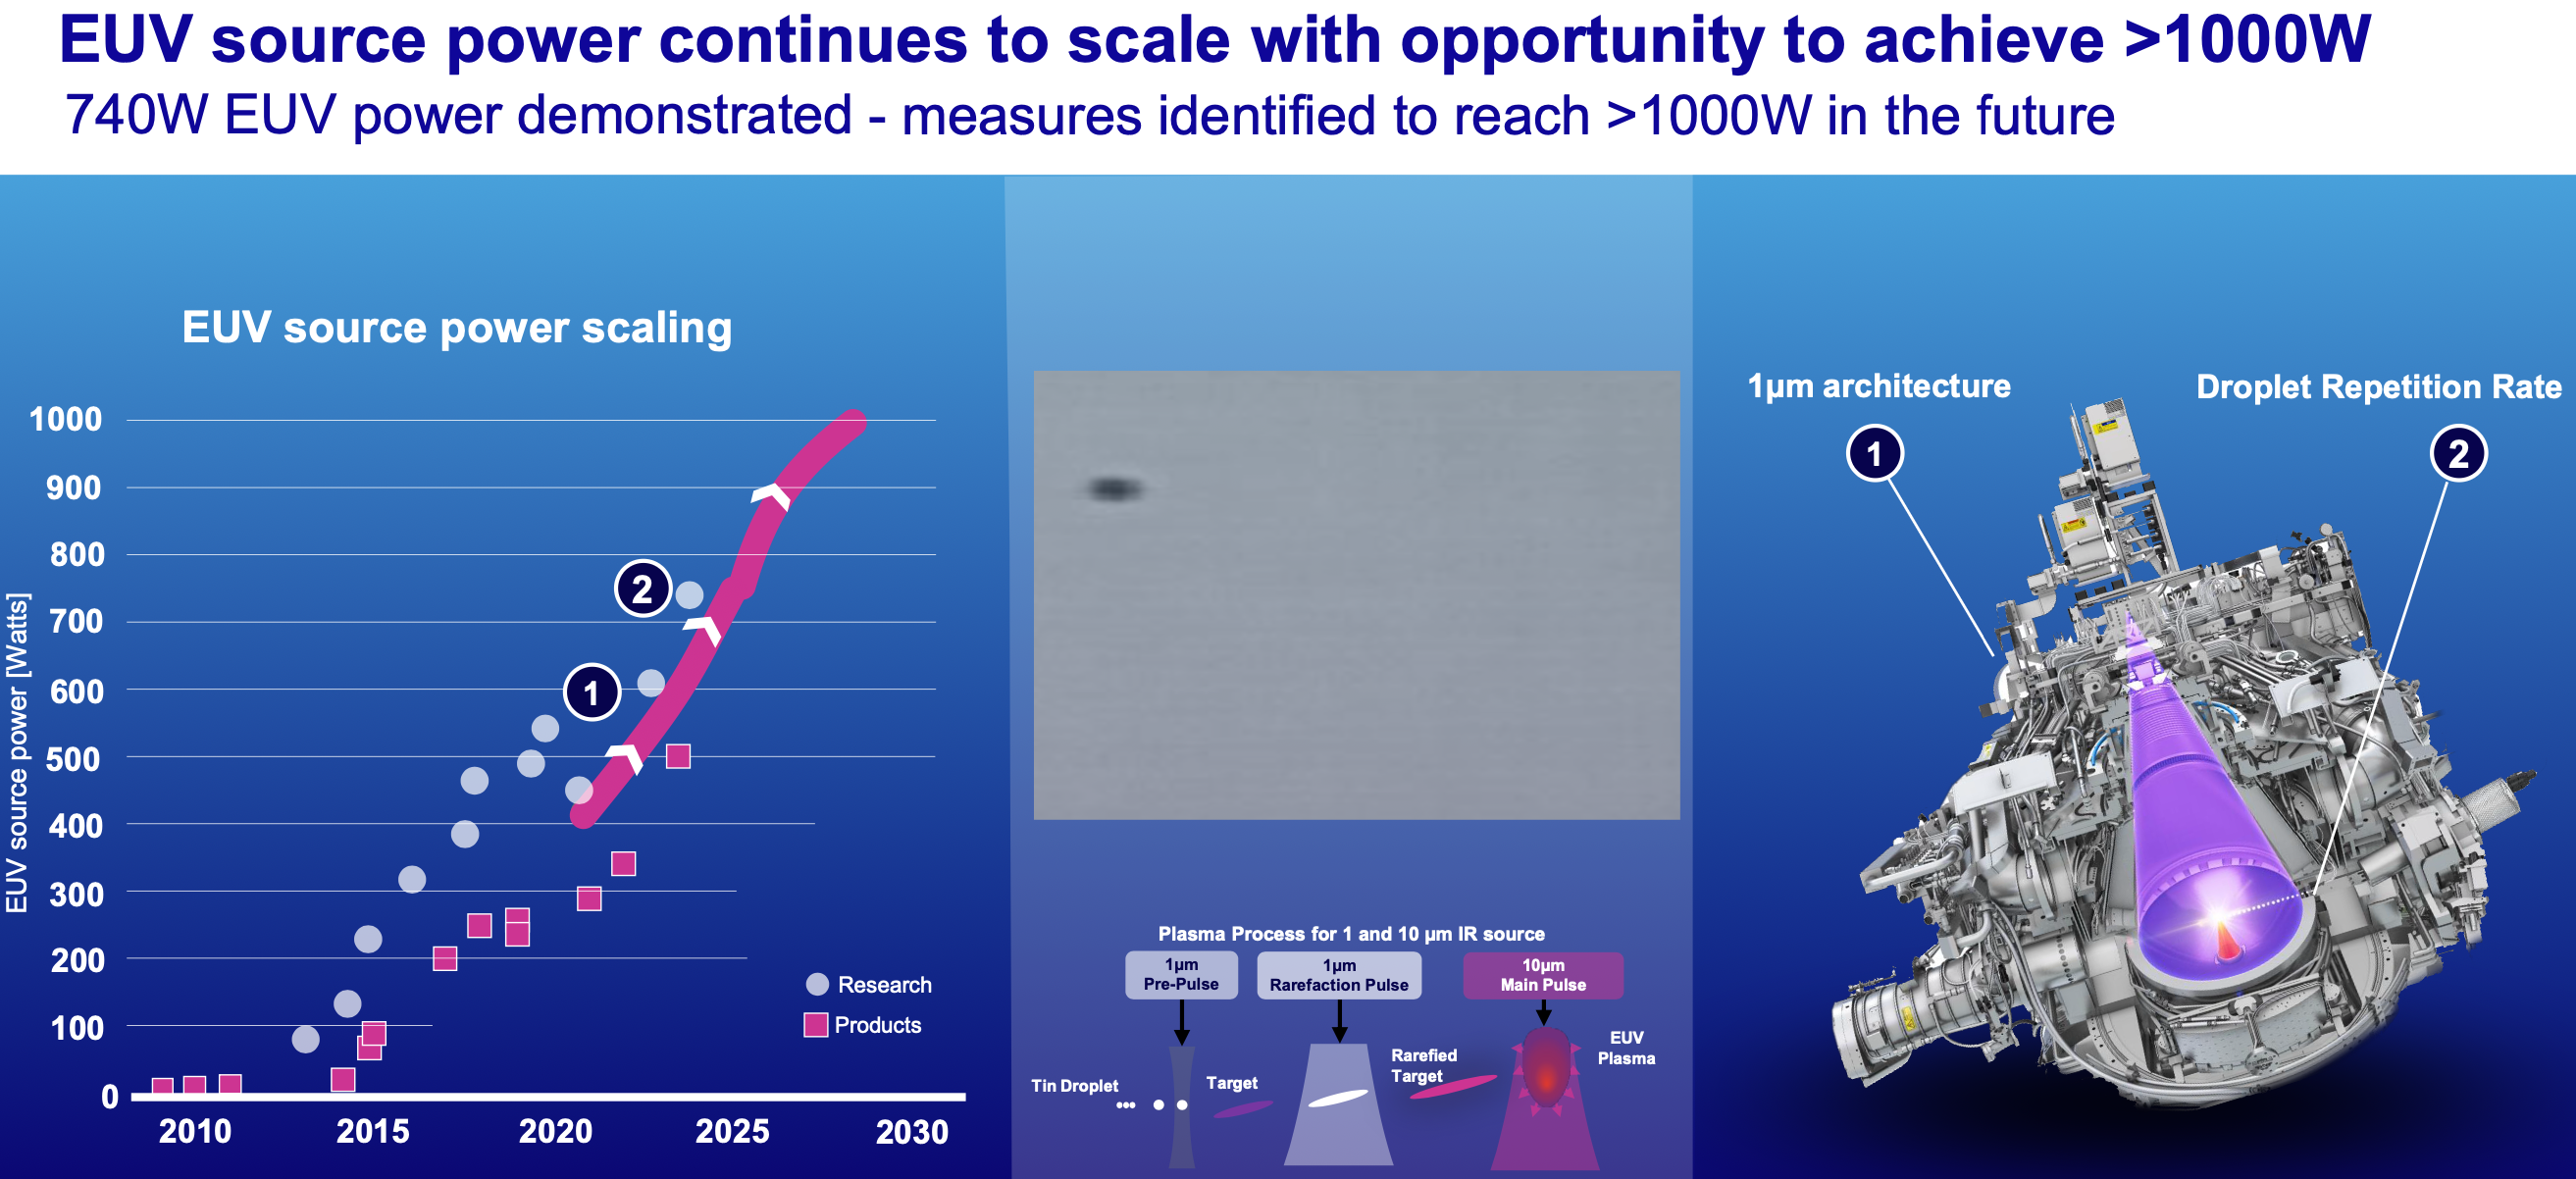 EUV source power continues to scale with opportunity to achieve >1000W
740W EUV power demonstrated - measures identified to reach >1000W in the future
EUV source power scaling
EUV source power [Watts]
1000
900
800
700
600
500
400
300
200
100
0
2010
2015
2020
2025
2030
1
2
Research
Products
Plasma Process for 1 and 10 µm IR source
1µm
Pre-Pulse
1µm
Rarefaction Pulse
10µm
Main Pulse
Tin Droplet
Target
Rarefied
Target
EUV
Plasma
1µm architecture
1
Droplet Repetition Rate
2